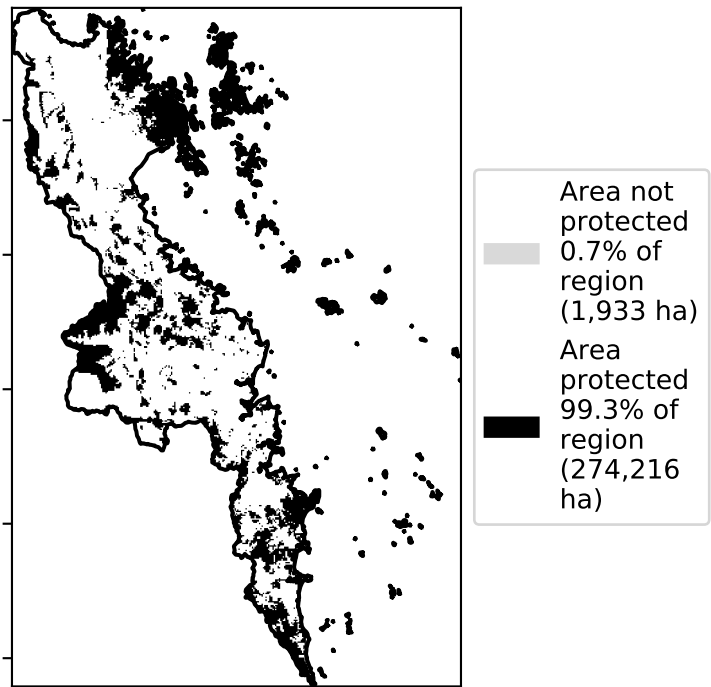 Area not
protected
0.7% of
region
(1,933 ha)
Area
protected
99.3% of
region
(274,216
ha)